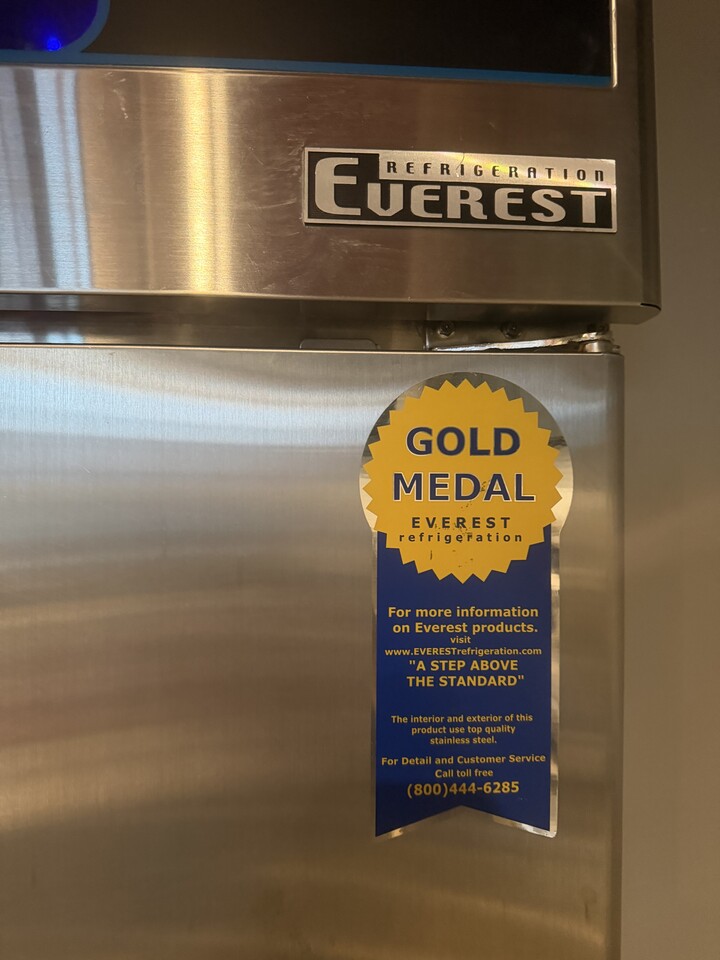 REFRIGERATION
EVEREST
GOLD
MEDAL
EVEREST
refrigeration
For more information
on Everest products.
visit
www.EVERESTrefrigeration.com
"A STEP ABOVE
THE STANDARD"
The interior and exterior of this
product use top quality
stainless steel.
For Detail and Customer Service
Call toll free
(800)444-6285